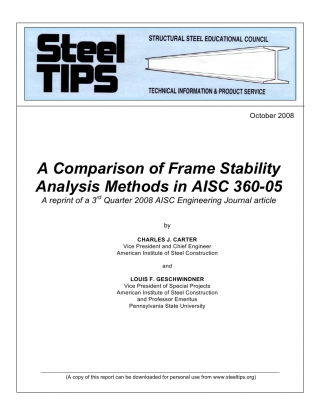 Steel
TIPS
STRUCTURAL STEEL EDUCATIONAL COUNCIL
TECHNICAL INFORMATION & PRODUCT SERVICE
October 2008
A Comparison of Frame Stability
Analysis Methods in AISC 360-05
A reprint of a 3rd Quarter 2008 AISC Engineering Journal article
by
CHARLES J. CARTER
Vice President and Chief Engineer
American Institute of Steel Construction
and
LOUIS F. GESCHWINDNER
Vice President of Special Projects
American Institute of Steel Construction
and Professor Emeritus
Pennsylvania State University
(A copy of this report can be downloaded for personal use from www.steeltips.org)